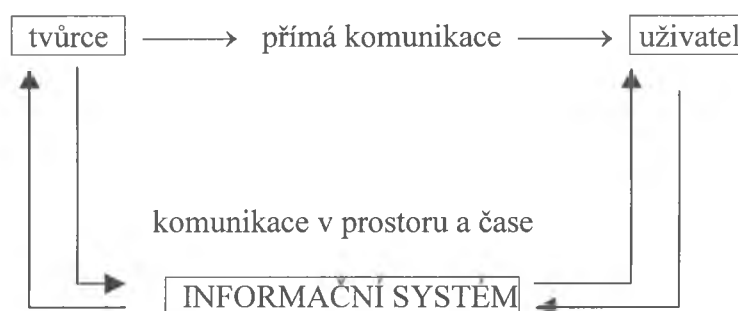 tvůrce přímá komunikace uživatel
komunikace v prostoru a čase
INFORMAČNÍ SYSTÉM